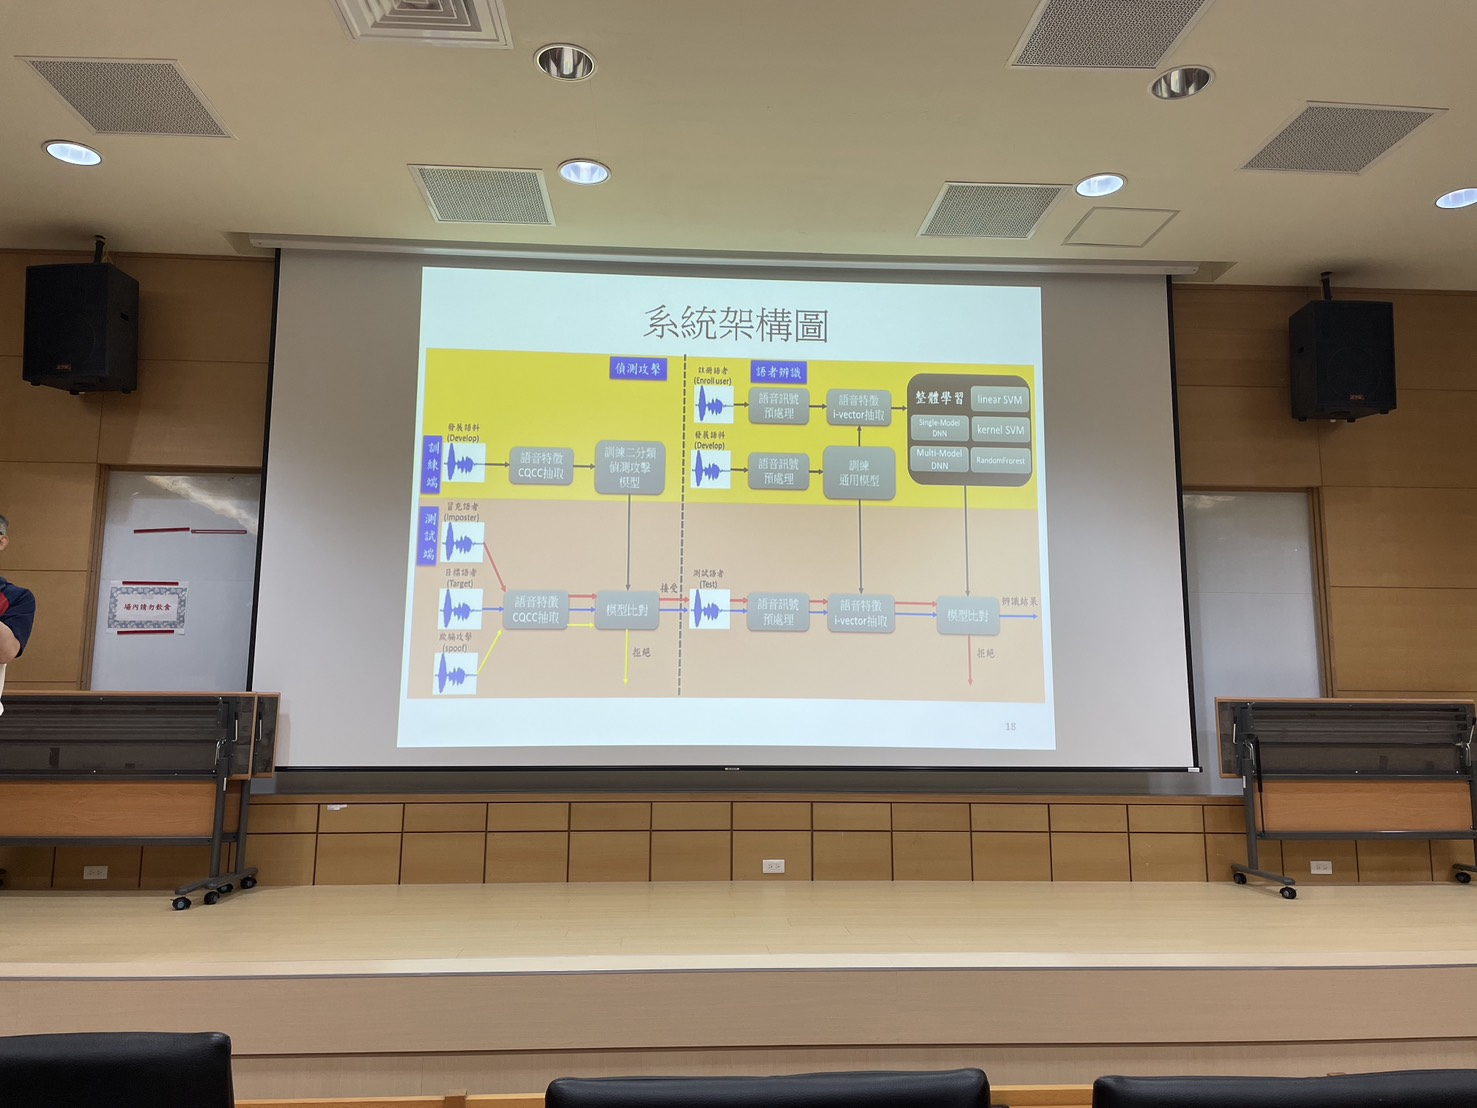 系統架構圖
偵測攻擊
語者辨識
訓練端
發展語料
(Develop)
語音特徵
CQCC抽取
訓練二分類
偵測攻擊
模型
註冊語者
(Enroll user)
語音訊號
預處理
語音特徵
i-vector抽取
發展語料
(Develop)
語音訊號
預處理
訓練
通用模型
整體學習
linear SVM
Single-Model
DNN
kernel SVM
Multi-Model
DNN
RandomFrorest
測試端
冒充語者
(Imposter)
目標語者
(Target)
欺騙攻擊
(spoof)
語音特徵
CQCC抽取
模型比對
接受
拒絕
測試語者
(Test)
語音訊號
預處理
語音特徵
i-vector抽取
模型比對
辨識結果
拒絕
18
場內請勿飲食